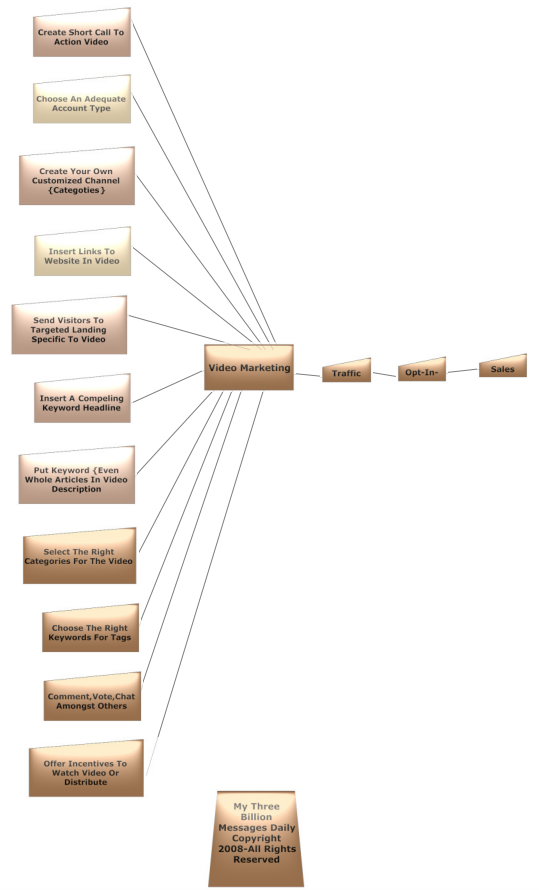 Create Short Call To
Action Video
Choose An Adequate
Account Type
Create Your Own
Customized Channel
{Categoties}
Insert Links To
Website In Video
Send Visitors To
Targeted Landing
Specific To Video
Insert A Compeling
Keyword Headline
Put Keyword {Even
Whole Articles In Video
Description
Select The Right
Categories For The Video
Choose The Right
Keywords For Tags
Comment,Vote,Chat
Amongst Others
Offer Incentives To
Watch Video Or
Distribute
Video Marketing
Traffic
Opt-In-
Sales
My Three
Billion
Messages Daily
Copyright
2008-All Rights
Reserved